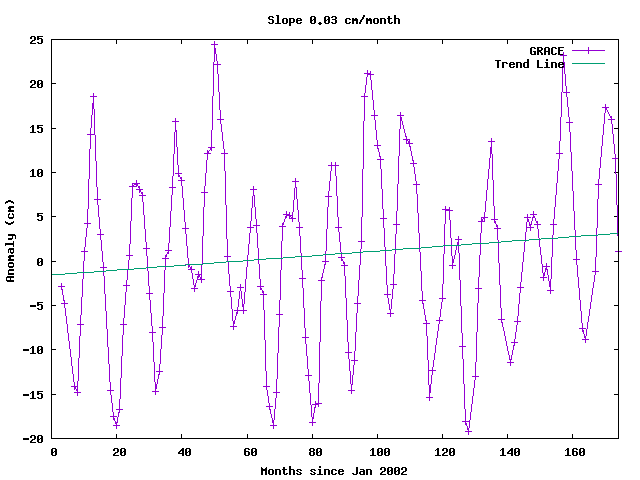 Slope 0.03 cm/month
GRACE
Trend Line
25
20
15
10
5
0
-5
-10
-15
-20
Anomaly (cm)
0 20 40 60 80 100 120 140 160
Months since Jan 2002